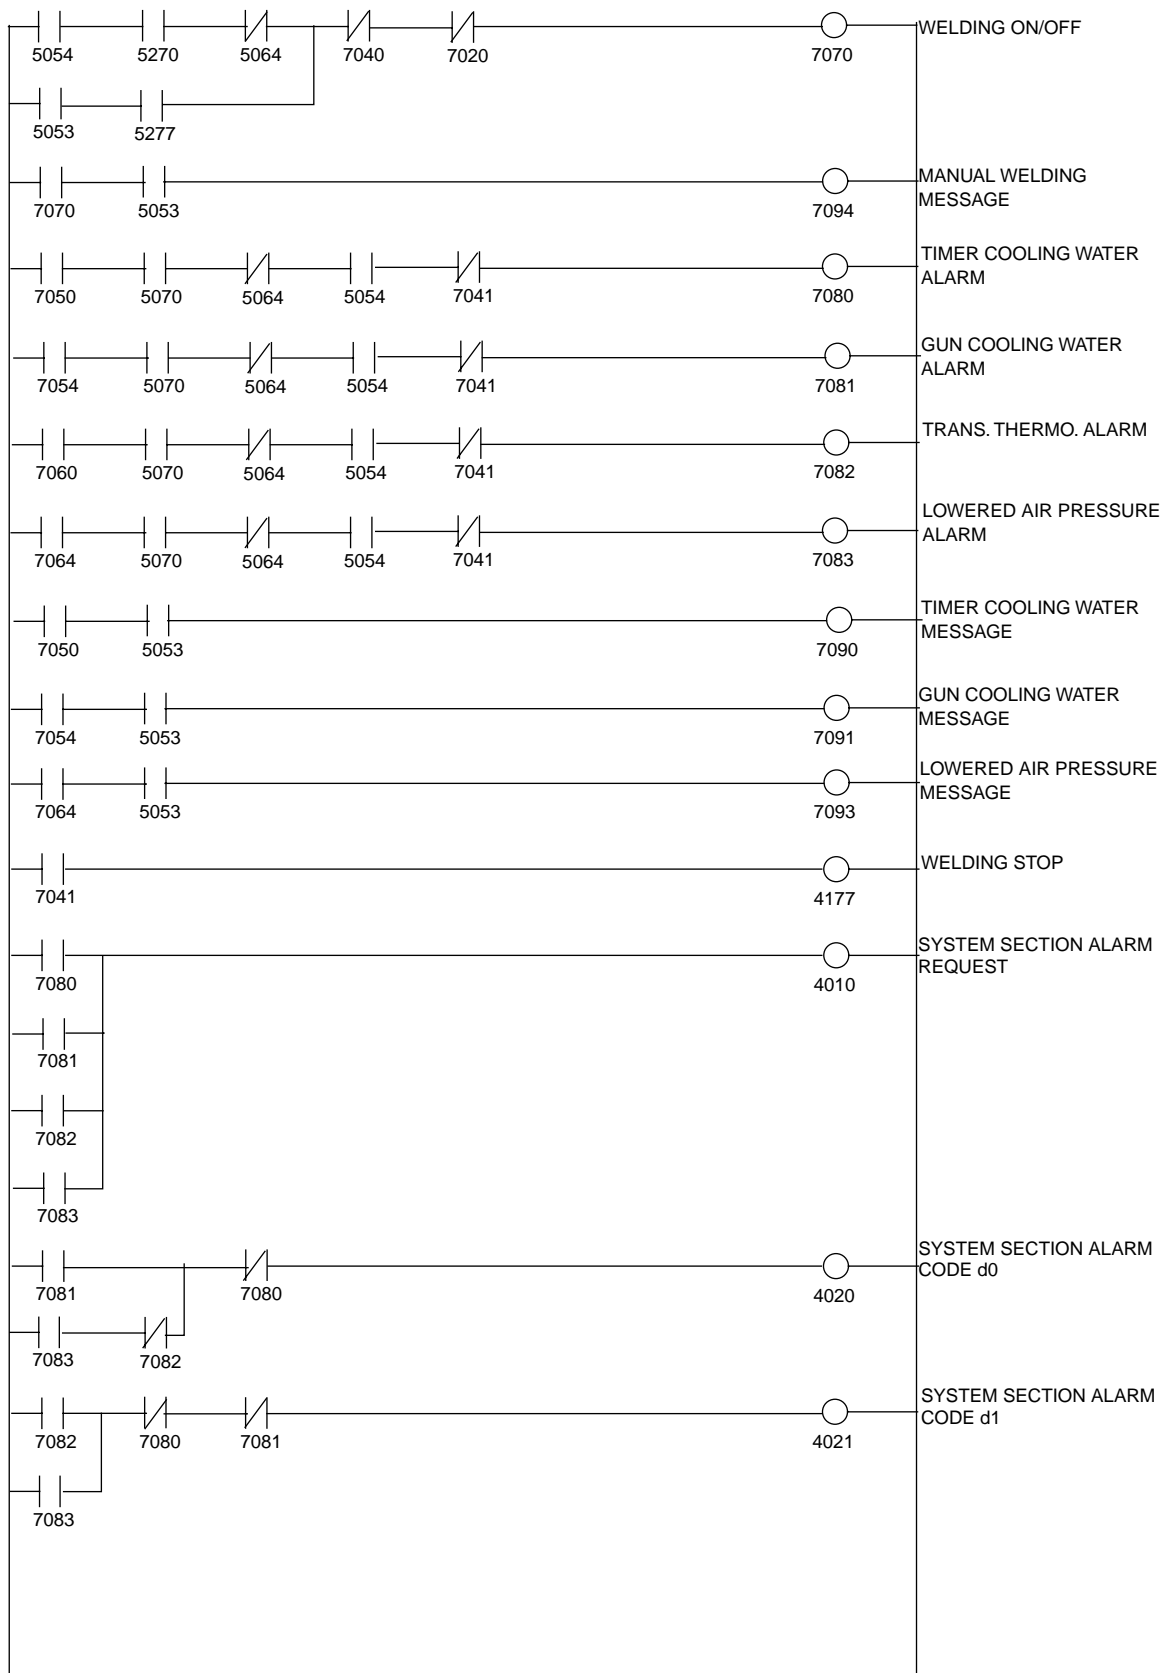 WELDING ON/OFF
5054 5270 5064 7040 7020 7070
5053 5277
MANUAL WELDING
MESSAGE
7070 5053 7094
TIMER COOLING WATER
ALARM
7050 5070 5064 5054 7041 7080
GUN COOLING WATER
ALARM
7054 5070 5064 5054 7041 7081
TRANS. THERMO. ALARM
7060 5070 5064 5054 7041 7082
LOWERED AIR PRESSURE
ALARM
7064 5070 5064 5054 7041 7083
TIMER COOLING WATER
MESSAGE
7050 5053 7090
GUN COOLING WATER
MESSAGE
7054 5053 7091
LOWERED AIR PRESSURE
MESSAGE
7064 5053 7093
WELDING STOP
7041 4177
SYSTEM SECTION ALARM
REQUEST
7080 4010
7081
7082
7083
SYSTEM SECTION ALARM
CODE d0
7081 7080 4020
7083 7082
SYSTEM SECTION ALARM
CODE d1
7082 7080 7081 4021
7083